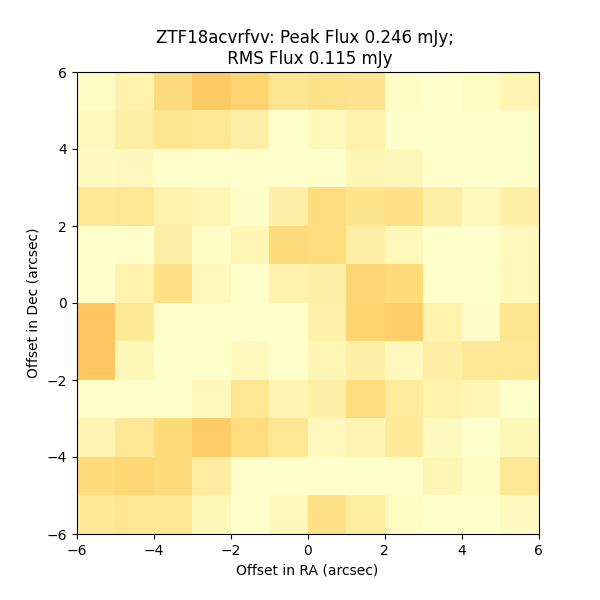 ZTF18acvrfvv: Peak Flux 0.246 mJy;
RMS Flux 0.115 mJy
6
4
2
0
−2
−4
−6
Offset in Dec (arcsec)
−6 −4 −2 0 2 4 6
Offset in RA (arcsec)